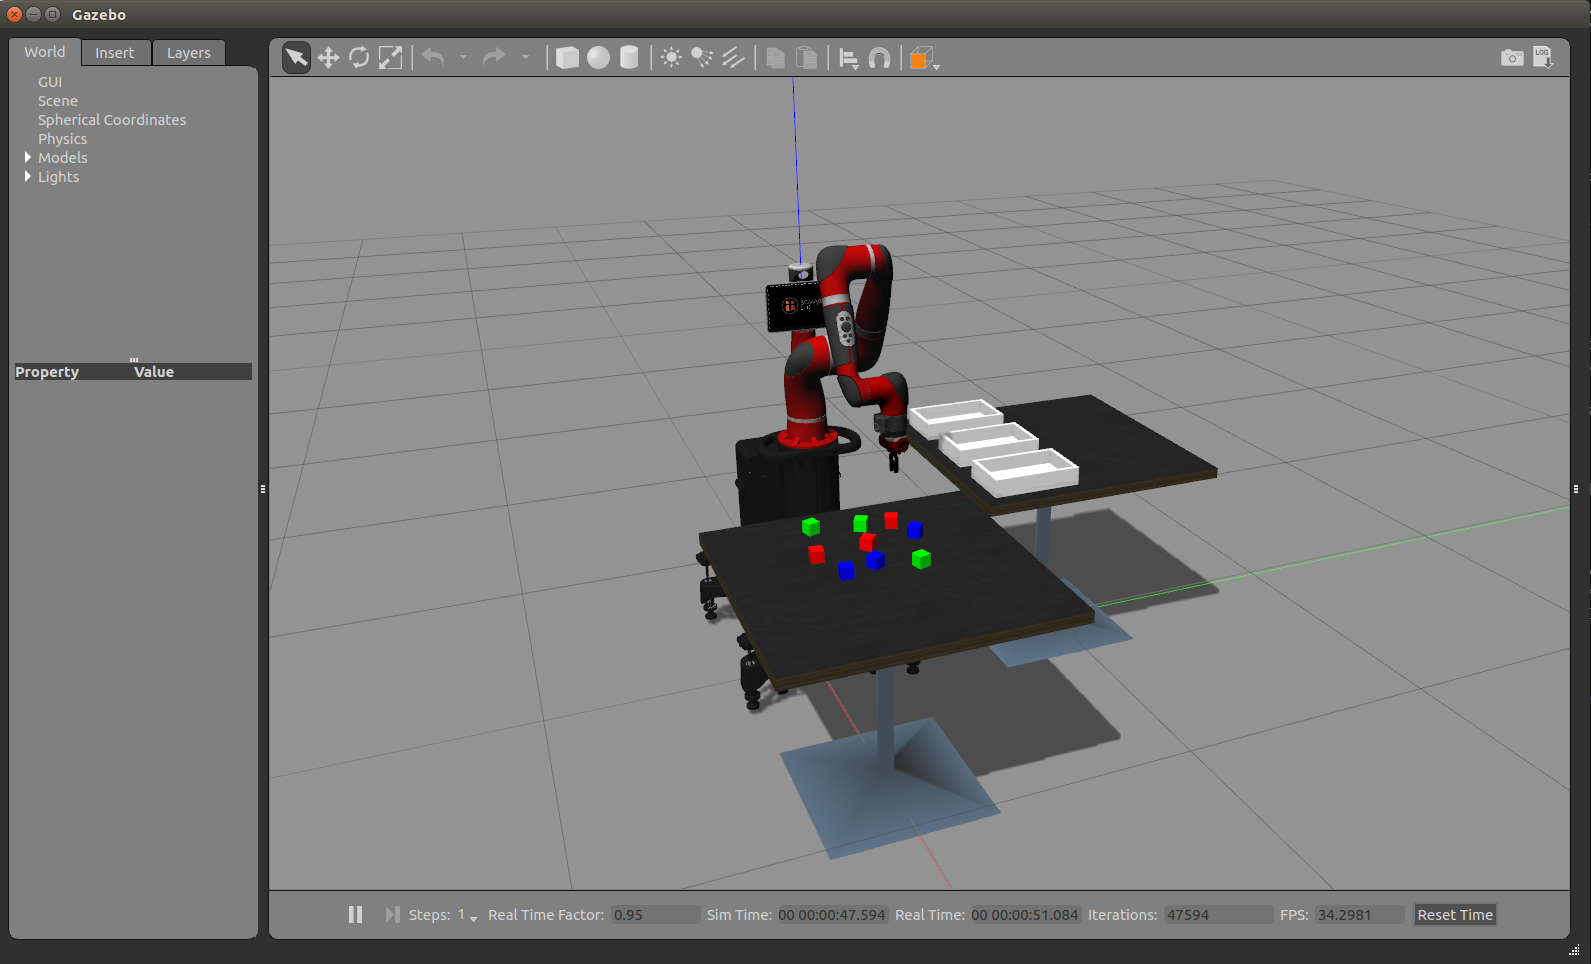 Gazebo
World Insert Layers
GUI
Scene
Spherical Coordinates
Physics
Models
Lights
Property Value
LOG
Steps: 1 Real Time Factor: 0.95 Sim Time: 00 00:00:47.594 Real Time: 00 00:00:51.084 Iterations: 47594 FPS: 34.2981 Reset Time